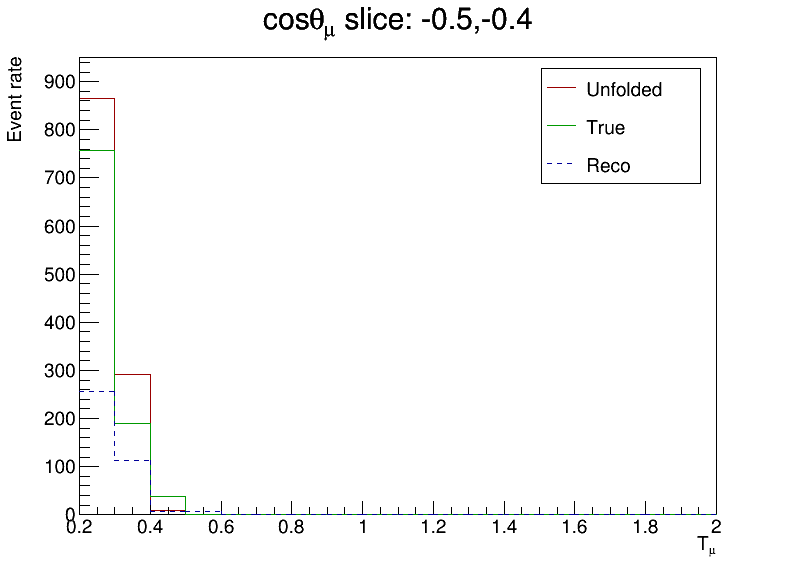 cosθμ slice: -0.5,-0.4
Event rate
900
800
700
600
500
400
300
200
100
0
Unfolded
True
Reco
0.2 0.4 0.6 0.8 1 1.2 1.4 1.6 1.8 2
Tμ